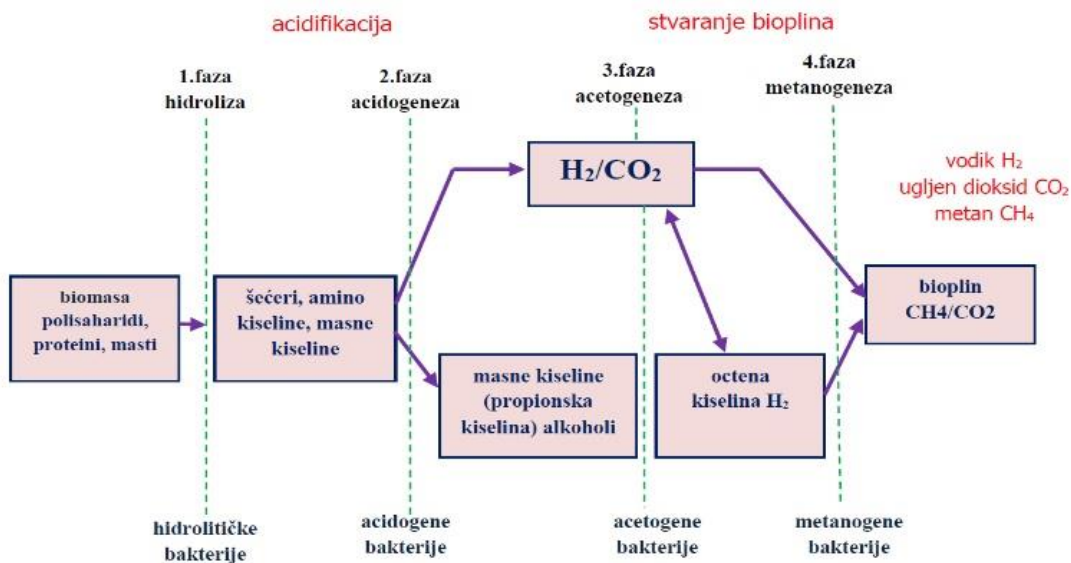 acidifikacija
stvaranje bioplina
1.faza
hidroliza
2.faza
acidogeneza
3.faza
acetogeneza
4.faza
metanogeneza
H₂/CO₂
vodik H₂
ugljen dioksid CO₂
metan CH₄
biomasa
polisaharidi,
proteini, masti
šećeri, amino
kiseline, masne
kiseline
bioplin
CH4/CO2
masne kiseline
(propionska
kiselina) alkoholi
octena
kiselina H₂
hidrolitičke
bakterije
acidogene
bakterije
acetogene
bakterije
metanogene
bakterije